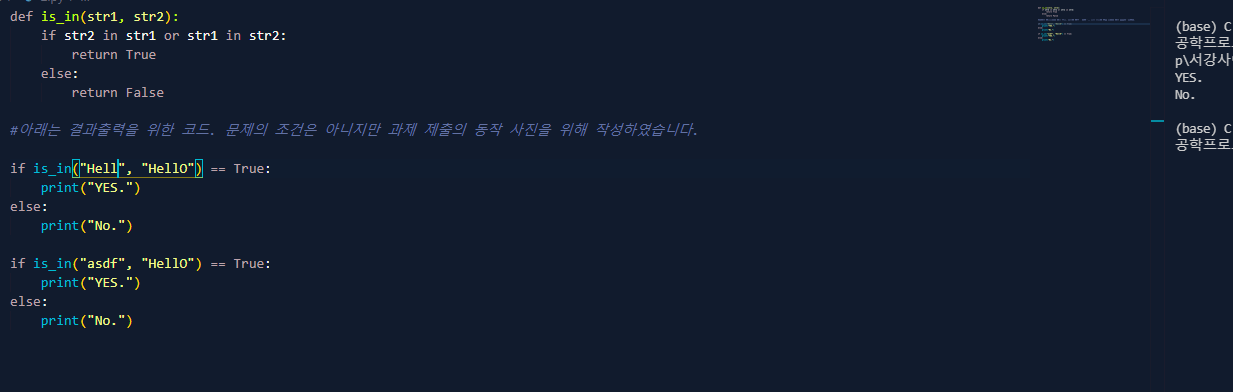 def is_in(str1, str2):
    if str2 in str1 or str1 in str2:
        return True
    else:
        return False

#아래는 결과출력을 위한 코드. 문제의 조건은 아니지만 과제 제출의 동작 사진을 위해 작성하였습니다.

if is_in("Hell", "HellO") == True:
    print("YES.")
else:
    print("No.")

if is_in("asdf", "HellO") == True:
    print("YES.")
else:
    print("No.")
(base) C
공학프로
p\서강사
YES.
No.

(base) C
공학프로